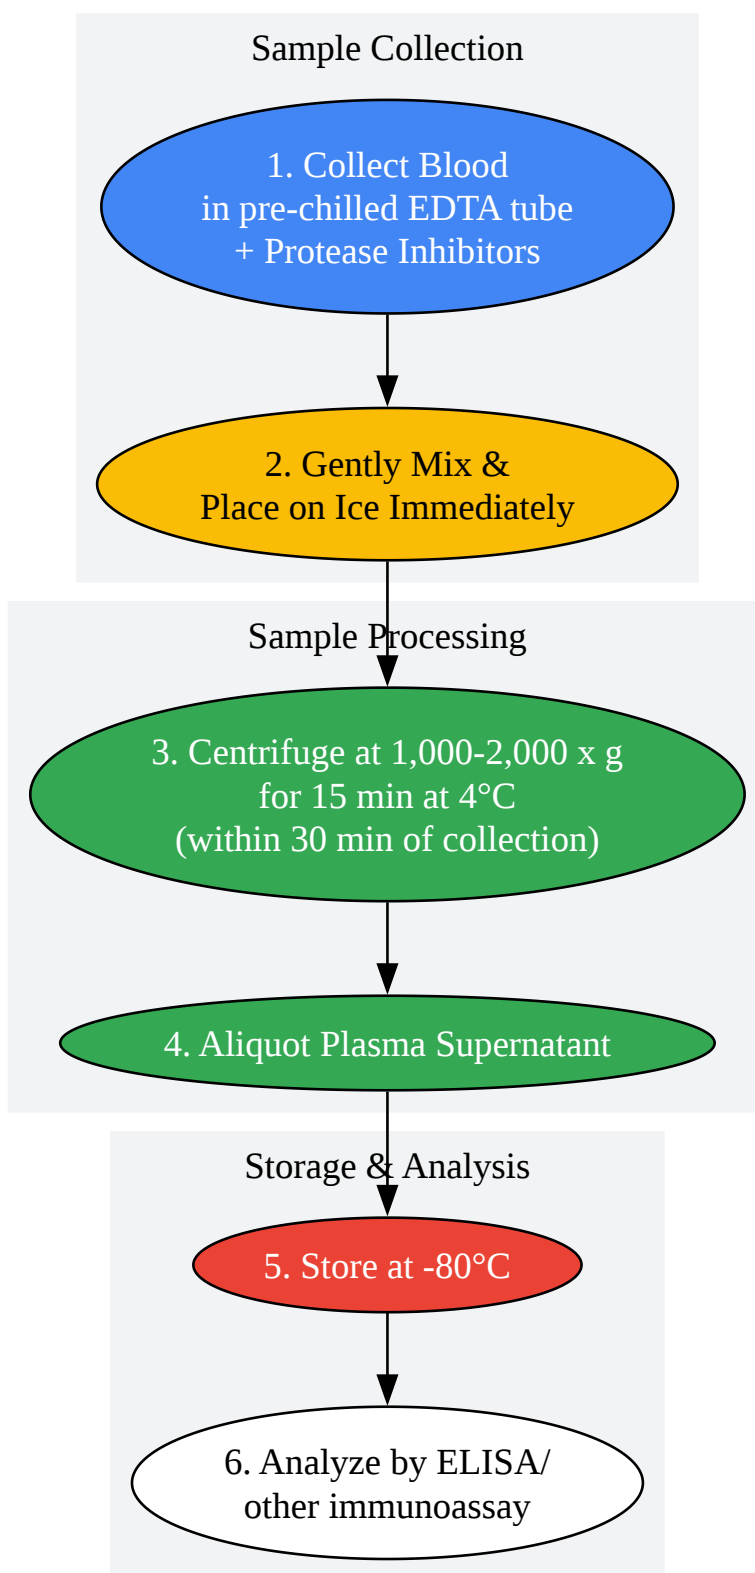 Sample Collection
1. Collect Blood
in pre-chilled EDTA tube
+ Protease Inhibitors
2. Gently Mix &
Place on Ice Immediately
Sample Processing
3. Centrifuge at 1,000-2,000 x g
for 15 min at 4°C
(within 30 min of collection)
4. Aliquot Plasma Supernatant
Storage & Analysis
5. Store at -80°C
6. Analyze by ELISA/
other immunoassay